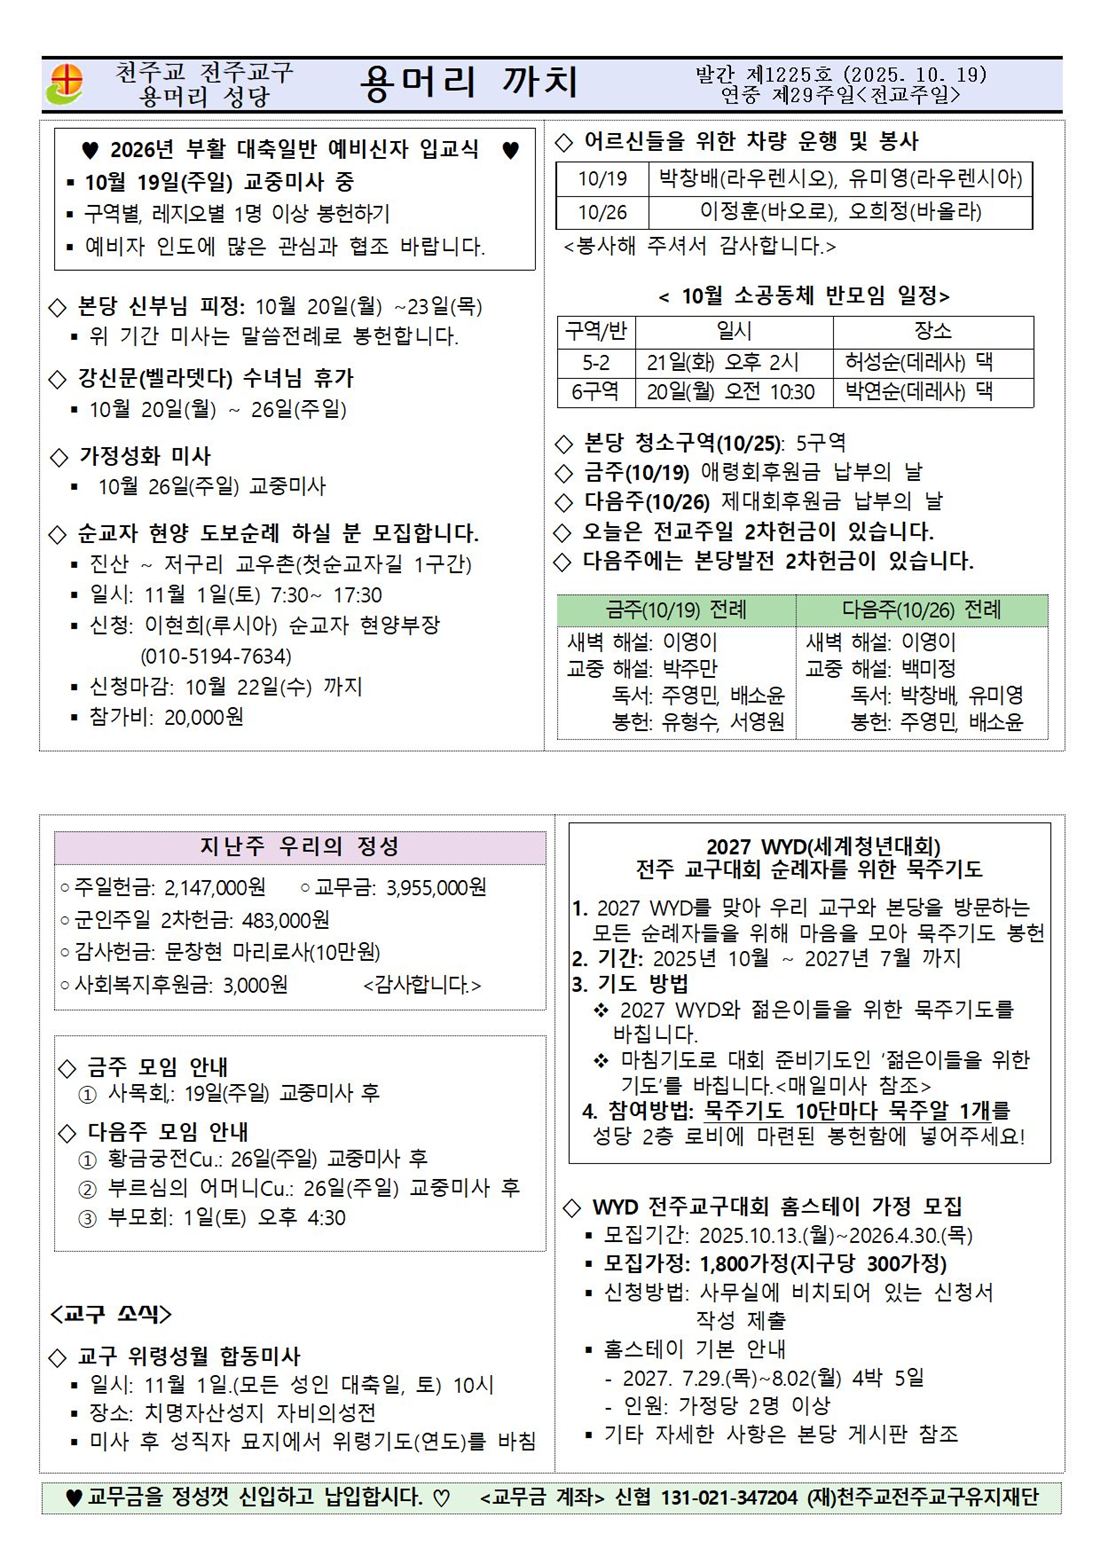 천주교 전주교구
용머리 성당
용머리 까치
발간 제1225호 (2025. 10. 19)
연중 제29주일<전교주일>
♥ 2026년 부활 대축일반 예비신자 입교식 ♥
▪ 10월 19일(주일) 교중미사 중
▪ 구역별, 레지오별 1명 이상 봉헌하기
▪ 예비자 인도에 많은 관심과 협조 바랍니다.
◇ 본당 신부님 피정: 10월 20일(월) ~23일(목)
▪ 위 기간 미사는 말씀전례로 봉헌합니다.
◇ 강신문(벨라뎃다) 수녀님 휴가
▪ 10월 20일(월) ~ 26일(주일)
◇ 가정성화 미사
▪ 10월 26일(주일) 교중미사
◇ 순교자 현양 도보순례 하실 분 모집합니다.
▪ 진산 ~ 저구리 교우촌(첫순교자길 1구간)
▪ 일시: 11월 1일(토) 7:30~ 17:30
▪ 신청: 이현희(루시아) 순교자 현양부장
(010-5194-7634)
▪ 신청마감: 10월 22일(수) 까지
▪ 참가비: 20,000원
◇ 어르신들을 위한 차량 운행 및 봉사
10/19 박창배(라우렌시오), 유미영(라우렌시아)
10/26 이정훈(바오로), 오희정(바올라)
<봉사해 주셔서 감사합니다.>
< 10월 소공동체 반모임 일정>
구역/반 일시 장소
5-2 21일(화) 오후 2시 허성순(데레사) 댁
6구역 20일(월) 오전 10:30 박연순(데레사) 댁
◇ 본당 청소구역(10/25): 5구역
◇ 금주(10/19) 애령회후원금 납부의 날
◇ 다음주(10/26) 제대회후원금 납부의 날
◇ 오늘은 전교주일 2차헌금이 있습니다.
◇ 다음주에는 본당발전 2차헌금이 있습니다.
금주(10/19) 전례 다음주(10/26) 전례
새벽 해설: 이영이 새벽 해설: 이영이
교중 해설: 박주만 교중 해설: 백미정
독서: 주영민, 배소윤 독서: 박창배, 유미영
봉헌: 유형수, 서영원 봉헌: 주영민, 배소윤
지난주 우리의 정성
○ 주일헌금: 2,147,000원 ○ 교무금: 3,955,000원
○ 군인주일 2차헌금: 483,000원
○ 감사헌금: 문창현 마리로사(10만원)
○ 사회복지후원금: 3,000원 <감사합니다.>
◇ 금주 모임 안내
① 사목회,: 19일(주일) 교중미사 후
◇ 다음주 모임 안내
① 황금궁전Cu.: 26일(주일) 교중미사 후
② 부르심의 어머니Cu.: 26일(주일) 교중미사 후
③ 부모회: 1일(토) 오후 4:30
<교구 소식>
◇ 교구 위령성월 합동미사
▪ 일시: 11월 1일.(모든 성인 대축일, 토) 10시
▪ 장소: 치명자산성지 자비의성전
▪ 미사 후 성직자 묘지에서 위령기도(연도)를 바침
2027 WYD(세계청년대회)
전주 교구대회 순례자를 위한 묵주기도
1. 2027 WYD를 맞아 우리 교구와 본당을 방문하는
모든 순례자들을 위해 마음을 모아 묵주기도 봉헌
2. 기간: 2025년 10월 ~ 2027년 7월 까지
3. 기도 방법
❖ 2027 WYD와 젊은이들을 위한 묵주기도를
바칩니다.
❖ 마침기도로 대회 준비기도인 '젊은이들을 위한
기도'를 바칩니다.<매일미사 참조>
4. 참여방법: 묵주기도 10단마다 묵주알 1개를
성당 2층 로비에 마련된 봉헌함에 넣어주세요!
◇ WYD 전주교구대회 홈스테이 가정 모집
▪ 모집기간: 2025.10.13.(월)~2026.4.30.(목)
▪ 모집가정: 1,800가정(지구당 300가정)
▪ 신청방법: 사무실에 비치되어 있는 신청서
작성 제출
▪ 홈스테이 기본 안내
- 2027. 7.29.(목)~8.02(월) 4박 5일
- 인원: 가정당 2명 이상
▪ 기타 자세한 사항은 본당 게시판 참조
♥ 교무금을 정성껏 신입하고 납입합시다. ♡ <교무금 계좌> 신협 131-021-347204 (재)천주교전주교구유지재단